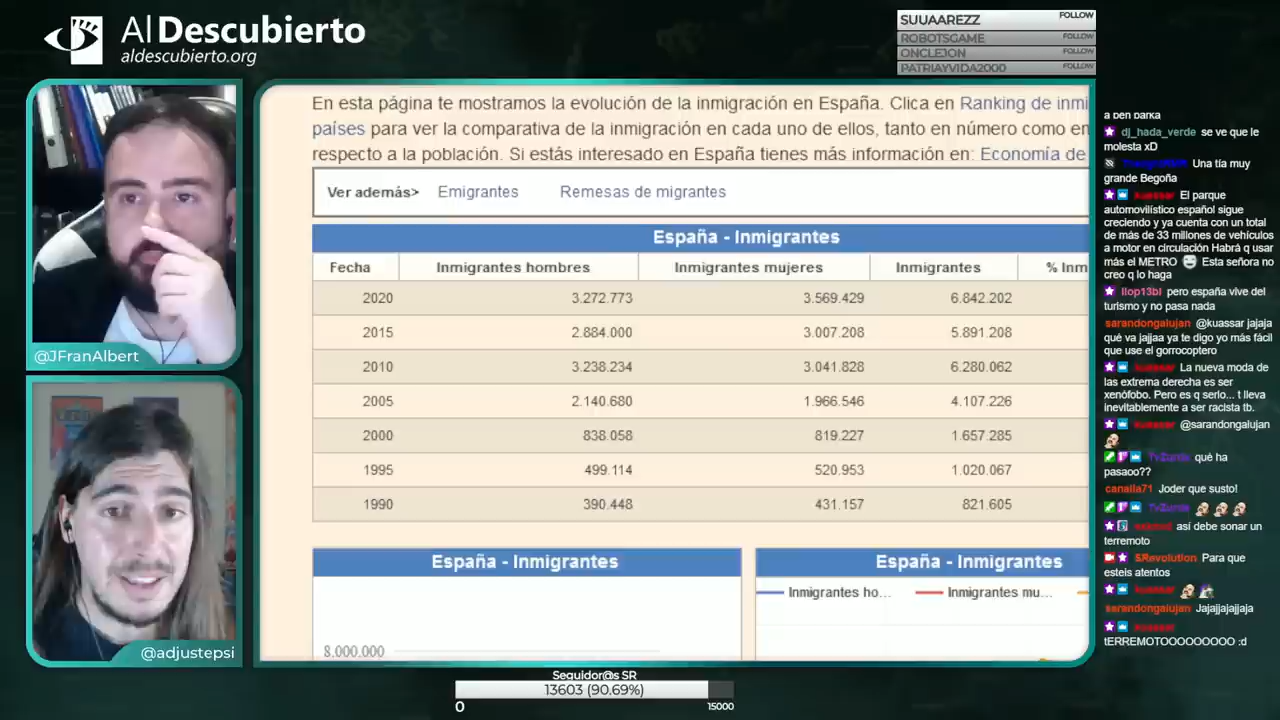 Al Descubierto
aldescubierto.org
SUUAAREZZ FOLLOW
ROBOTSGAME FOLLOW
ONCLEJON FOLLOW
PATRIAYVIDA2000 FOLLOW
@JFranAlbert
@adjustepsi
En esta página te mostramos la evolución de la inmigración en España. Clica en Ranking de inmi
países para ver la comparativa de la inmigración en cada uno de ellos, tanto en número como en
respecto a la población. Si estás interesado en España tienes más información en: Economía de
Ver además> Emigrantes Remesas de migrantes
España - Inmigrantes
Fecha Inmigrantes hombres Inmigrantes mujeres Inmigrantes % Inm
2020 3.272.773 3.569.429 6.842.202
2015 2.884.000 3.007.208 5.891.208
2010 3.238.234 3.041.828 6.280.062
2005 2.140.680 1.966.546 4.107.226
2000 838.058 819.227 1.657.285
1995 499.114 520.953 1.020.067
1990 390.448 431.157 821.605
España - Inmigrantes
España - Inmigrantes
Inmigrantes ho... Inmigrantes mu...
8.000.000
a ben parka
dj_hada_verde se ve que le
molesta xD
Una tía muy
grande Begoña
kuassar El parque
automovilístico español sigue
creciendo y ya cuenta con un total
de más de 33 millones de vehículos
a motor en circulación Habrá q usar
más el METRO Esta señora no
creo q lo haga
llop13bl pero españa vive del
turismo y no pasa nada
sarandongalujan @kuassar jajaja
qué va jajjaa ya te digo yo más fácil
que use el gorrocoptero
kuassar La nueva moda de
las extrema derecha es ser
xenófobo. Pero es q serlo... t lleva
inevitablemente a ser racista tb.
kuassar @sarandongalujan
TvZurdo qué ha
pasaoo??
canalla71 Joder que susto!
TvZurdo
así debe sonar un
terremoto
SRevolution Para que
esteis atentos
kuassar
sarandongalujan Jajajjajajjaja
kuassar
tERREMOTOOOOOOOOO :d
Seguidor@s SR
13603 (90.69%)
0 15000